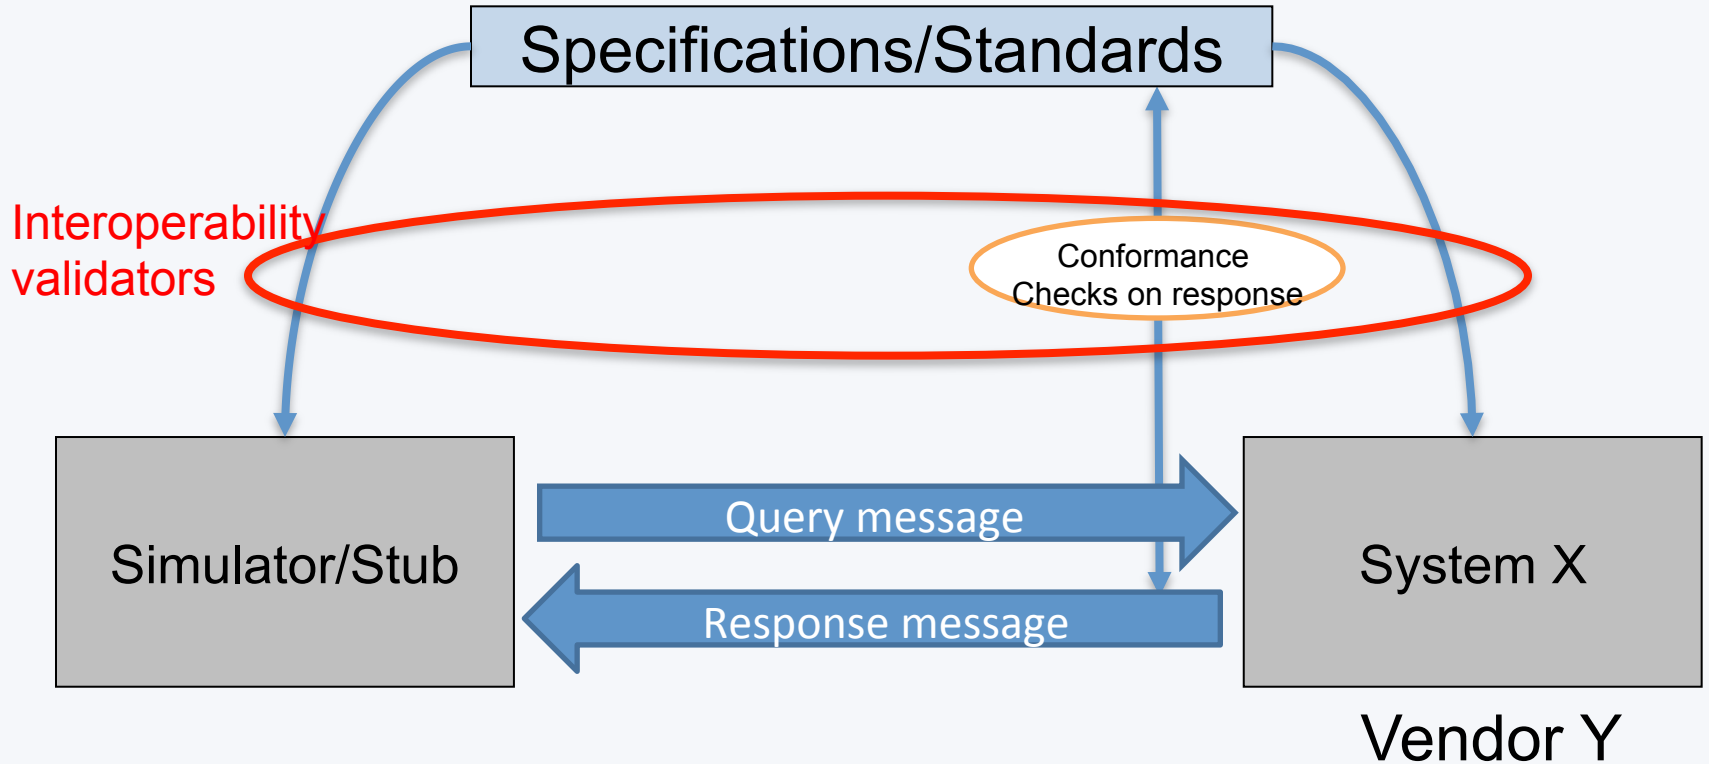 Specifications/Standards
Interoperability
validators
Conformance
Checks on response
Query message
Simulator/Stub
System X
Response message
Vendor Y